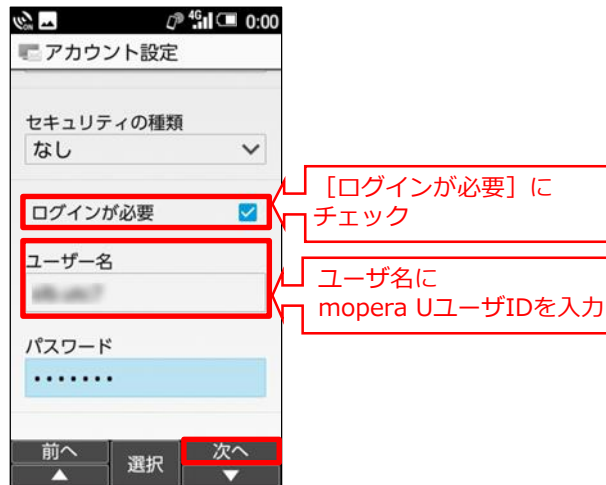 4G 0:00
アカウント設定
セキュリティの種類
なし
ログインが必要
［ログインが必要］に
チェック
ユーザー名
ユーザ名に
mopera UユーザIDを入力
パスワード
•••••••
前へ 選択 次へ